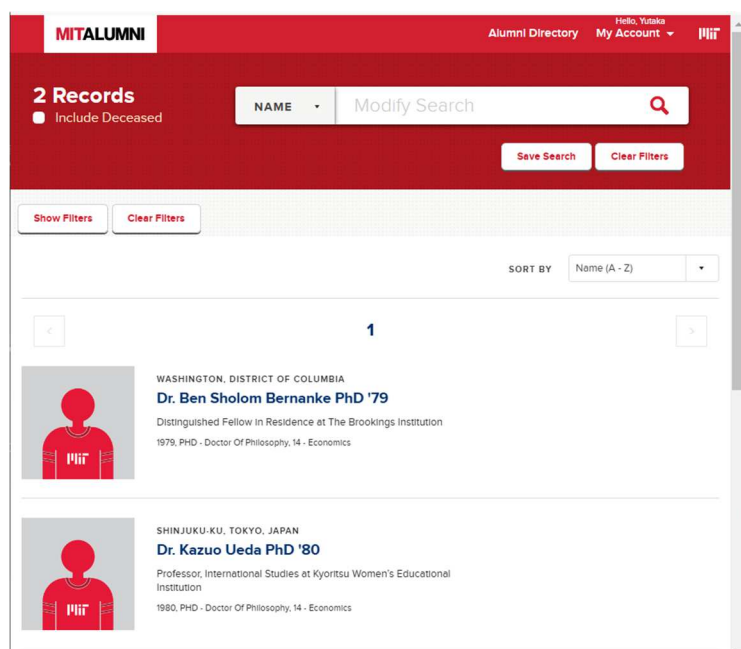 MITALUMNI
Alumni Directory
Hello, Yutaka
My Account
MIT
2 Records
Include Deceased
NAME
Modify Search
Save Search
Clear Filters
Show Filters
Clear Filters
SORT BY
Name (A - Z)
<
1
>
WASHINGTON, DISTRICT OF COLUMBIA
Dr. Ben Sholom Bernanke PhD '79
Distinguished Fellow in Residence at The Brookings Institution
1979, PHD - Doctor Of Philosophy, 14 - Economics
MIT
SHINJUKU-KU, TOKYO, JAPAN
Dr. Kazuo Ueda PhD '80
Professor, International Studies at Kyoritsu Women's Educational
Institution
1980, PHD - Doctor Of Philosophy, 14 - Economics
MIT